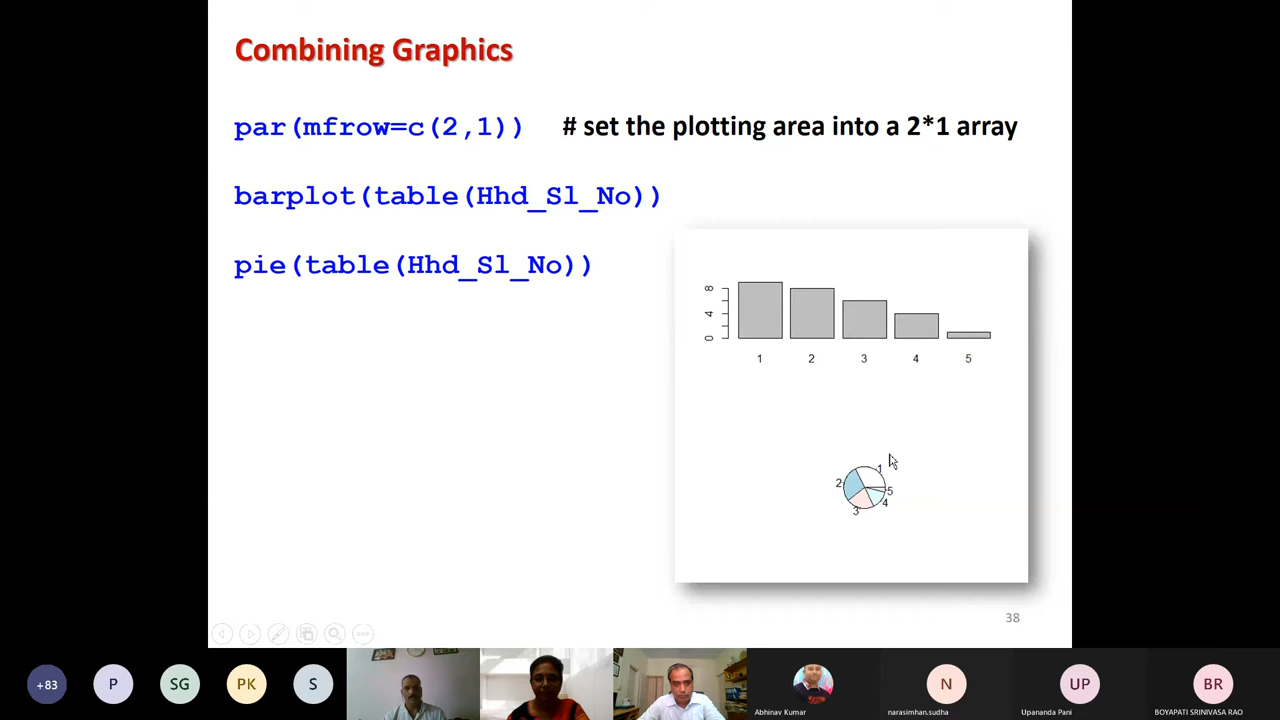 Combining Graphics
par(mfrow=c(2,1)) # set the plotting area into a 2*1 array
barplot(table(Hhd_Sl_No))
pie(table(Hhd_Sl_No))
8
4
0
1 2 3 4 5
1
2
5
4
3
38
+83 P SG PK S N UP BR
Abhinav Kumar narasimhan.sudha Upananda Pani BOYAPATI SRINIVASA RAO